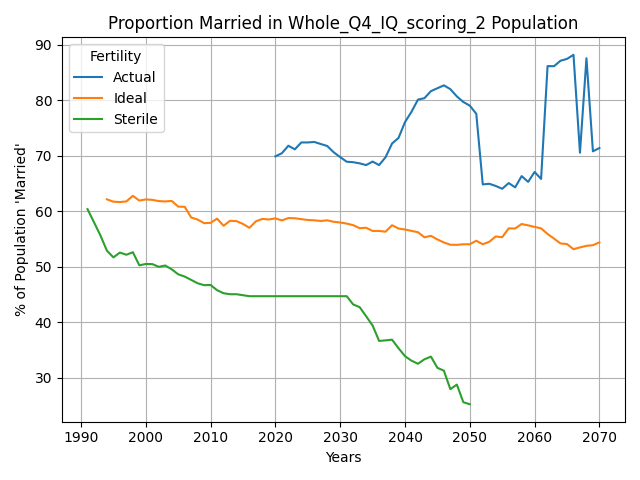 Proportion Married in Whole_Q4_IQ_scoring_2 Population
% of Population 'Married'
90
80
70
60
50
40
30
Fertility
Actual
Ideal
Sterile
1990 2000 2010 2020 2030 2040 2050 2060 2070
Years